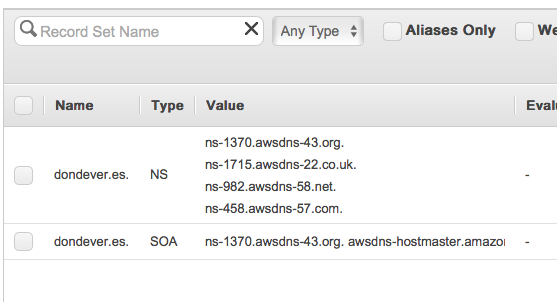 Record Set Name
Any Type
Aliases Only
We
Name
Type
Value
Eval
ns-1370.awsdns-43.org.
ns-1715.awsdns-22.co.uk.
dondever.es.
NS
-
ns-982.awsdns-58.net.
ns-458.awsdns-57.com.
dondever.es.
SOA
ns-1370.awsdns-43.org. awsdns-hostmaster.amazon
-